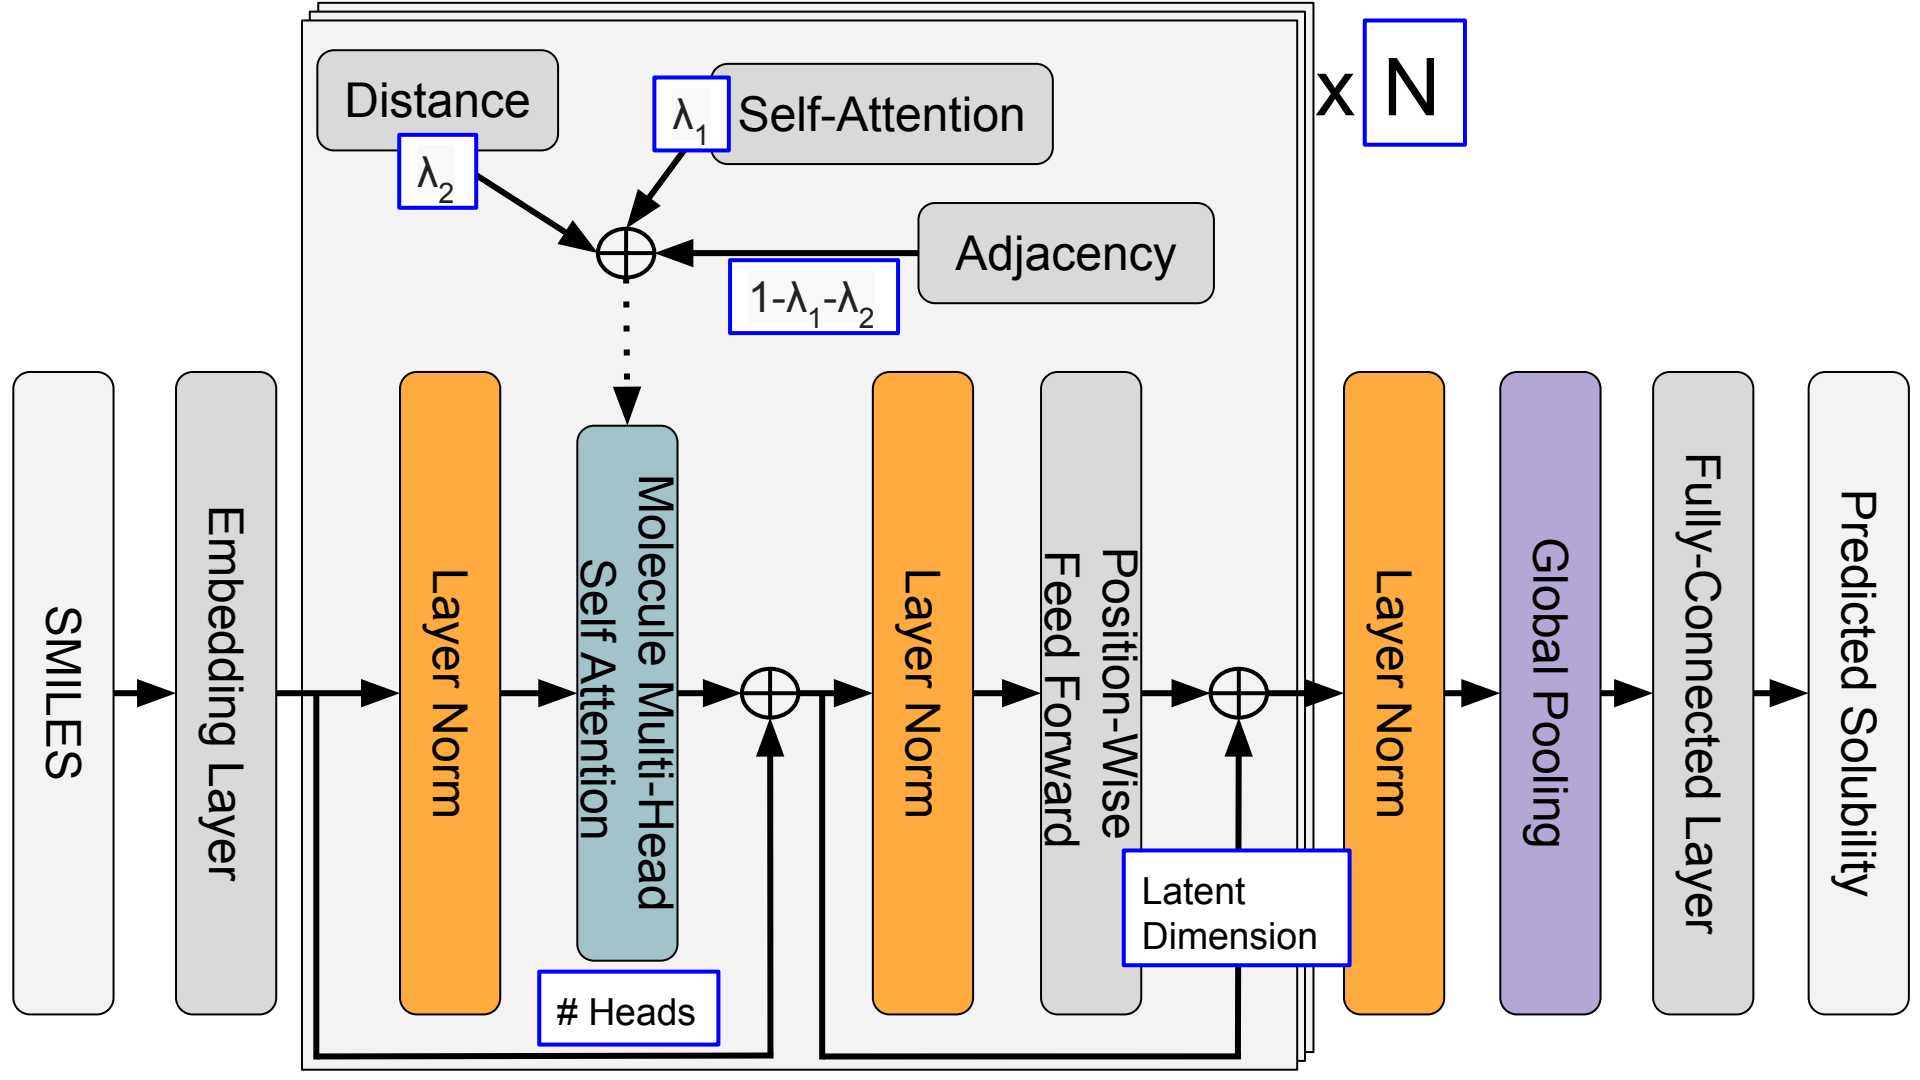 Distance
λ2
λ1
Self-Attention
x N
Adjacency
1-λ1-λ2
SMILES
Embedding Layer
Layer Norm
Molecule Multi-Head
Self Attention
# Heads
Layer Norm
Position-Wise
Feed Forward
Latent
Dimension
Layer Norm
Global Pooling
Fully-Connected Layer
Predicted Solubility